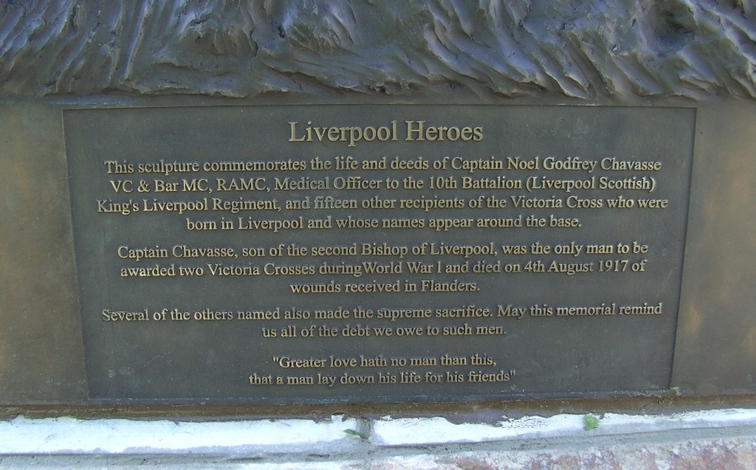 Liverpool Heroes
This sculpture commemorates the life and deeds of Captain Noel Godfrey Chavasse
VC & Bar MC, RAMC, Medical Officer to the 10th Battalion (Liverpool Scottish)
King's Liverpool Regiment, and fifteen other recipients of the Victoria Cross who were
born in Liverpool and whose names appear around the base.
Captain Chavasse, son of the second Bishop of Liverpool, was the only man to be
awarded two Victoria Crosses duringWorld War I and died on 4th August 1917 of
wounds received in Flanders.
Several of the others named also made the supreme sacrifice. May this memorial remind
us all of the debt we owe to such men.
"Greater love hath no man than this,
that a man lay down his life for his friends"